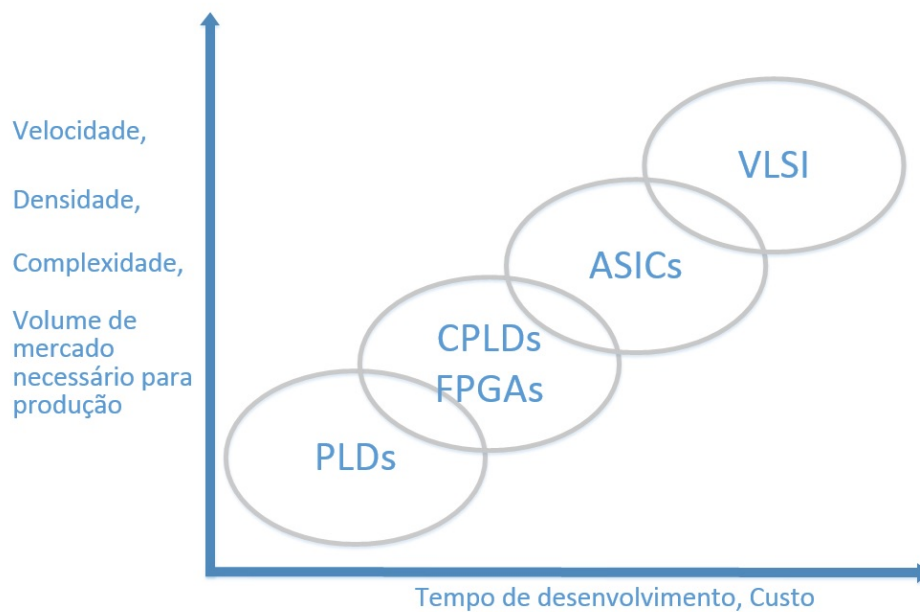 Velocidade,
Densidade,
Complexidade,
Volume de
mercado
necessário para
produção
VLSI
ASICs
CPLDs
FPGAs
PLDs
Tempo de desenvolvimento, Custo